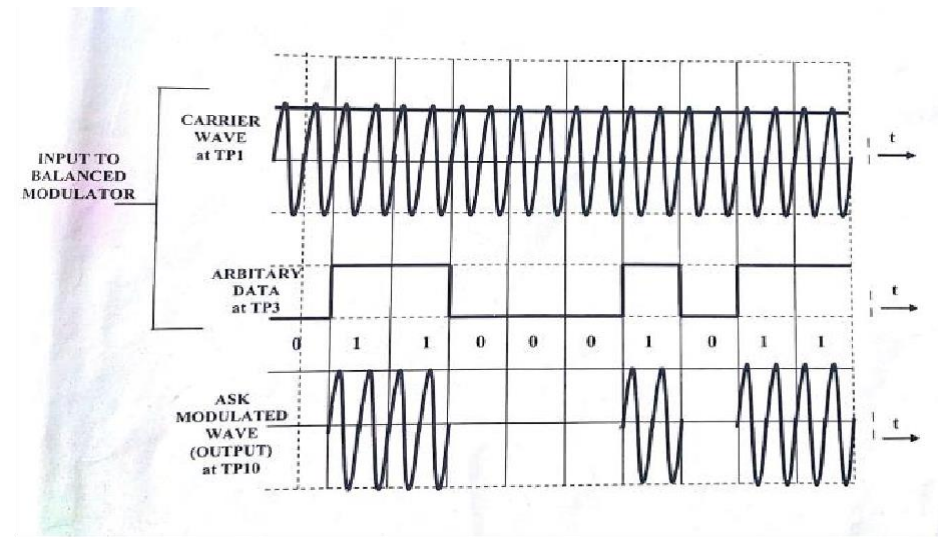 CARRIER
WAVE
at TP1
t
INPUT TO
BALANCED
MODULATOR
ARBITARY
DATA
at TP3
t
0 1 1 0 0 0 1 0 1 1
ASK
MODULATED
WAVE
(OUTPUT)
at TP10
t